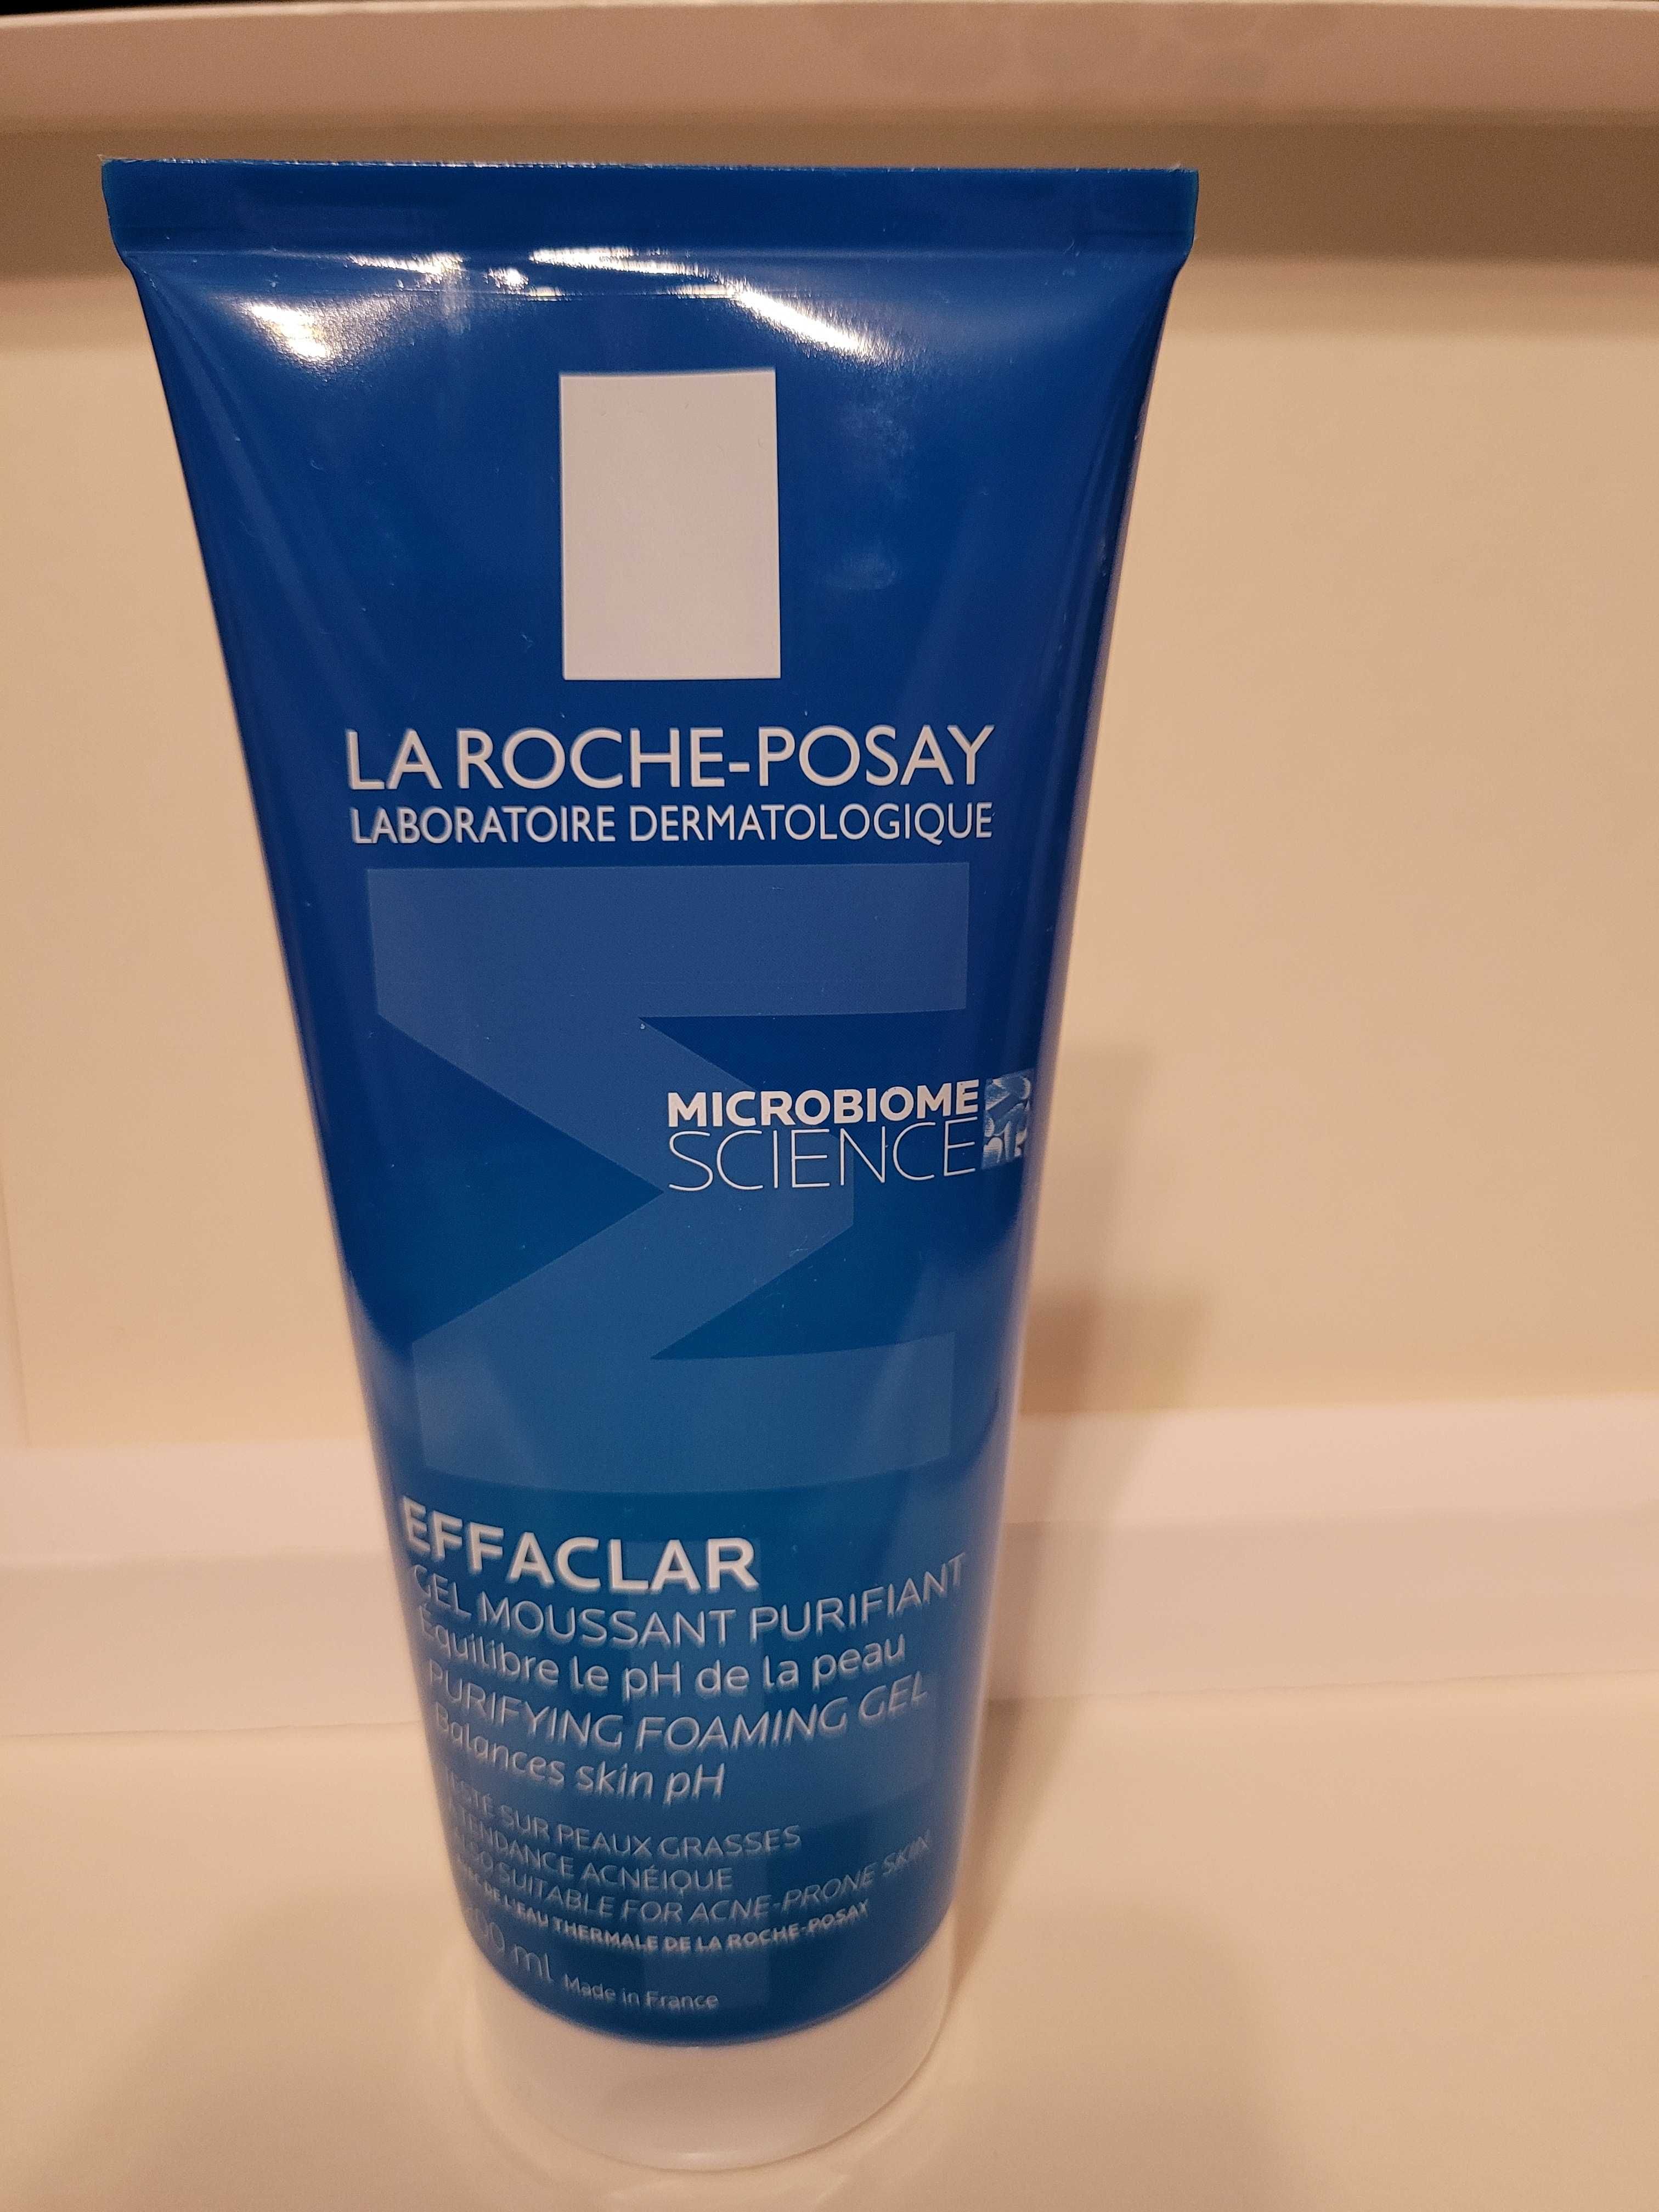 LA ROCHE-POSAY
LABORATOIRE DERMATOLOGIQUE
MICROBIOME
SCIENCE
EFFACLAR
GEL MOUSSANT PURIFIANT
Équilibre le pH de la peau
PURIFYING FOAMING GEL
Balances skin pH
SUR PEAUX GRASSES
TENDANCE ACNÉIQUE
SUITABLE FOR ACNE-PRONE SKIN
DE L'EAU THERMALE DE LA ROCHE-POSAY
ml Made in France